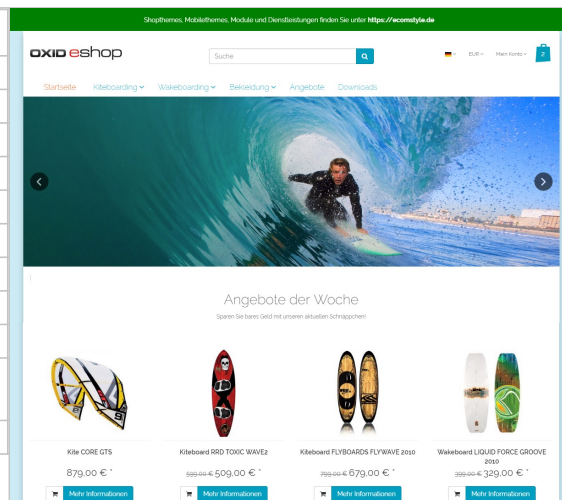 Shopthemes, Mobilethemes, Module und Dienstleistungen finden Sie unter https://ecomstyle.de
OXID eshop
Suche
EUR
Mein Konto
2
Startseite Kiteboarding Wakeboarding Bekleidung Angebote Downloads
Angebote der Woche
Sparen Sie bares Geld mit unseren aktuellen Schnäppchen!
Kite CORE GTS
879,00 € *
Mehr Informationen
Kiteboard RRD TOXIC WAVE2
599,00 € 509,00 € *
Mehr Informationen
Kiteboard FLYBOARDS FLYWAVE 2010
799,00 € 679,00 € *
Mehr Informationen
Wakeboard LIQUID FORCE GROOVE
2010
399,00 € 329,00 € *
Mehr Informationen